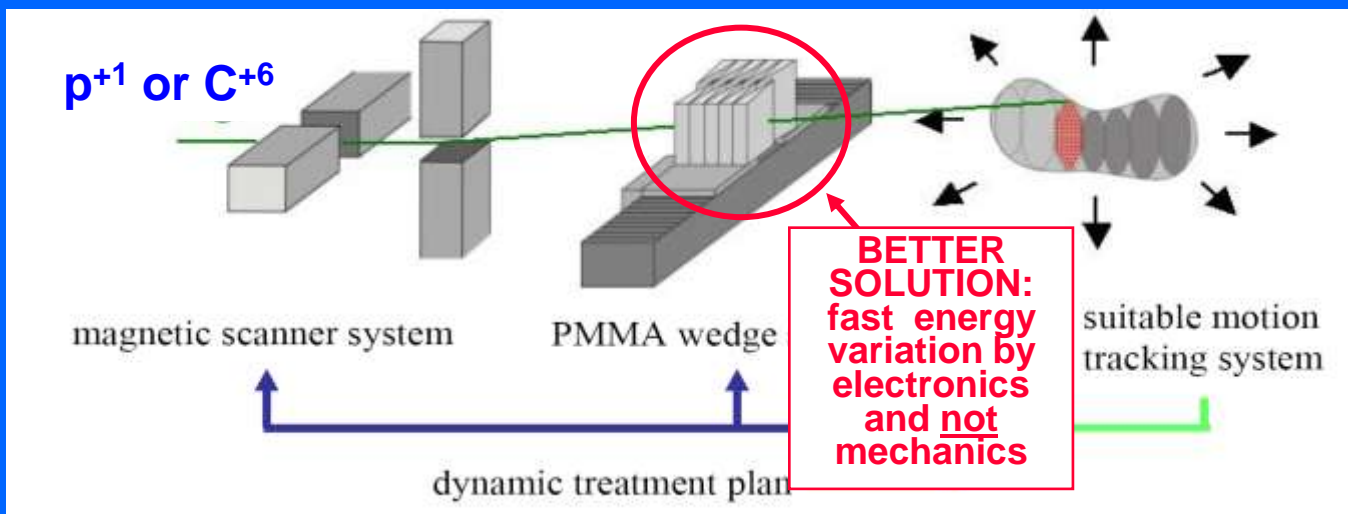 p+1 or C+6
magnetic scanner system
PMMA wedge
BETTER
SOLUTION:
fast energy
variation by
electronics
and not
mechanics
suitable motion
tracking system
dynamic treatment plan